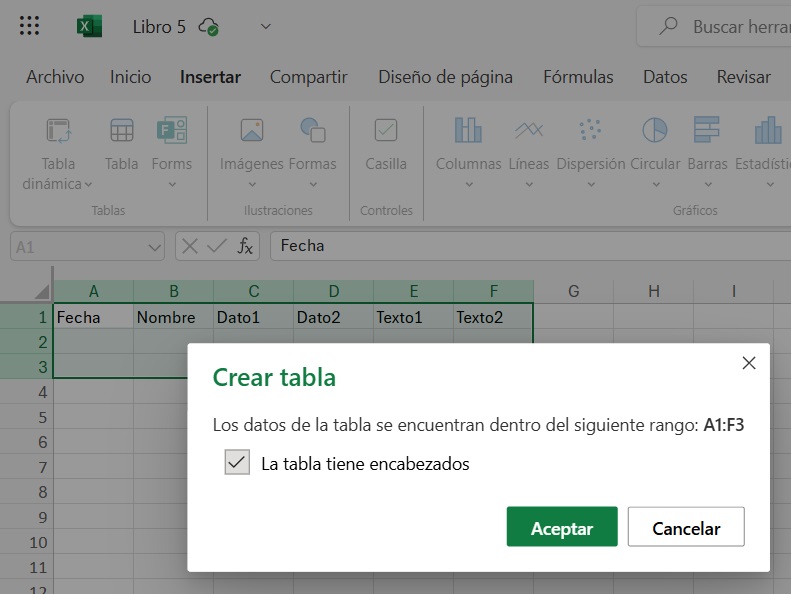 Libro 5
Buscar herra
Archivo Inicio Insertar Compartir Diseño de página Fórmulas Datos Revisar
Tabla dinámica Tabla Forms Imágenes Formas Casilla Columnas Líneas Dispersión Circular Barras Estadísti
Tablas Ilustraciones Controles Gráficos
A1 fx Fecha
A B C D E F G H I
1 Fecha Nombre Dato1 Dato2 Texto1 Texto2
2
3
Crear tabla
Los datos de la tabla se encuentran dentro del siguiente rango: A1:F3
La tabla tiene encabezados
Aceptar Cancelar
4
5
6
7
8
9
10
11
12